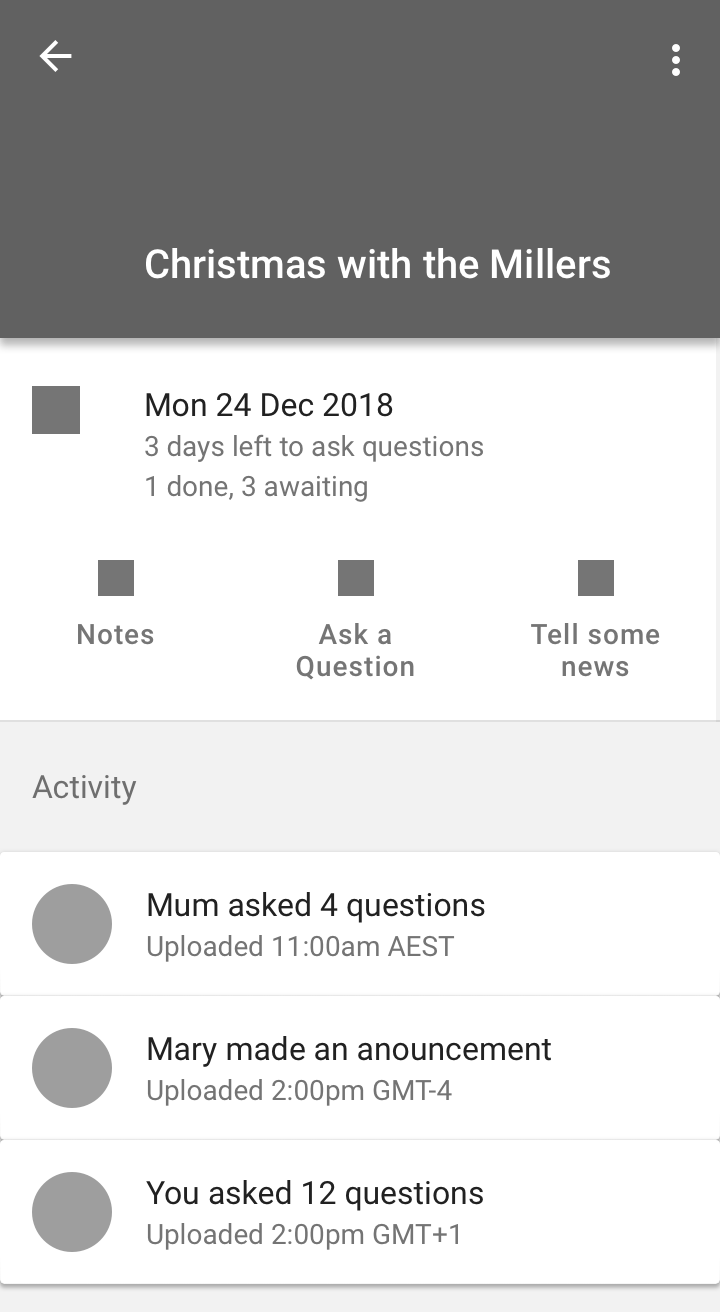 Christmas with the Millers
Mon 24 Dec 2018
3 days left to ask questions
1 done, 3 awaiting
Notes
Ask a
Question
Tell some
news
Activity
Mum asked 4 questions
Uploaded 11:00am AEST
Mary made an anouncement
Uploaded 2:00pm GMT-4
You asked 12 questions
Uploaded 2:00pm GMT+1